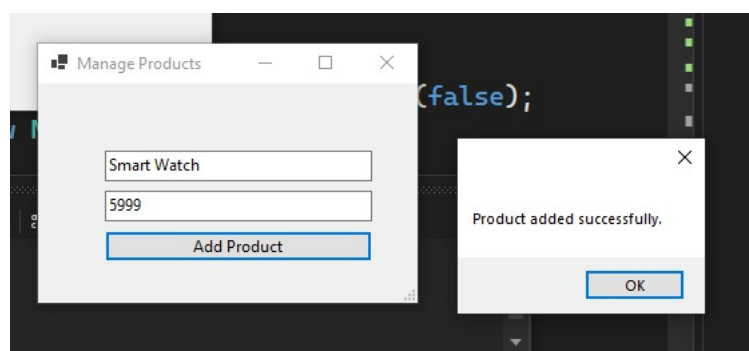 Manage Products
(false);
Smart Watch
5999
Add Product
Product added successfully.
OK